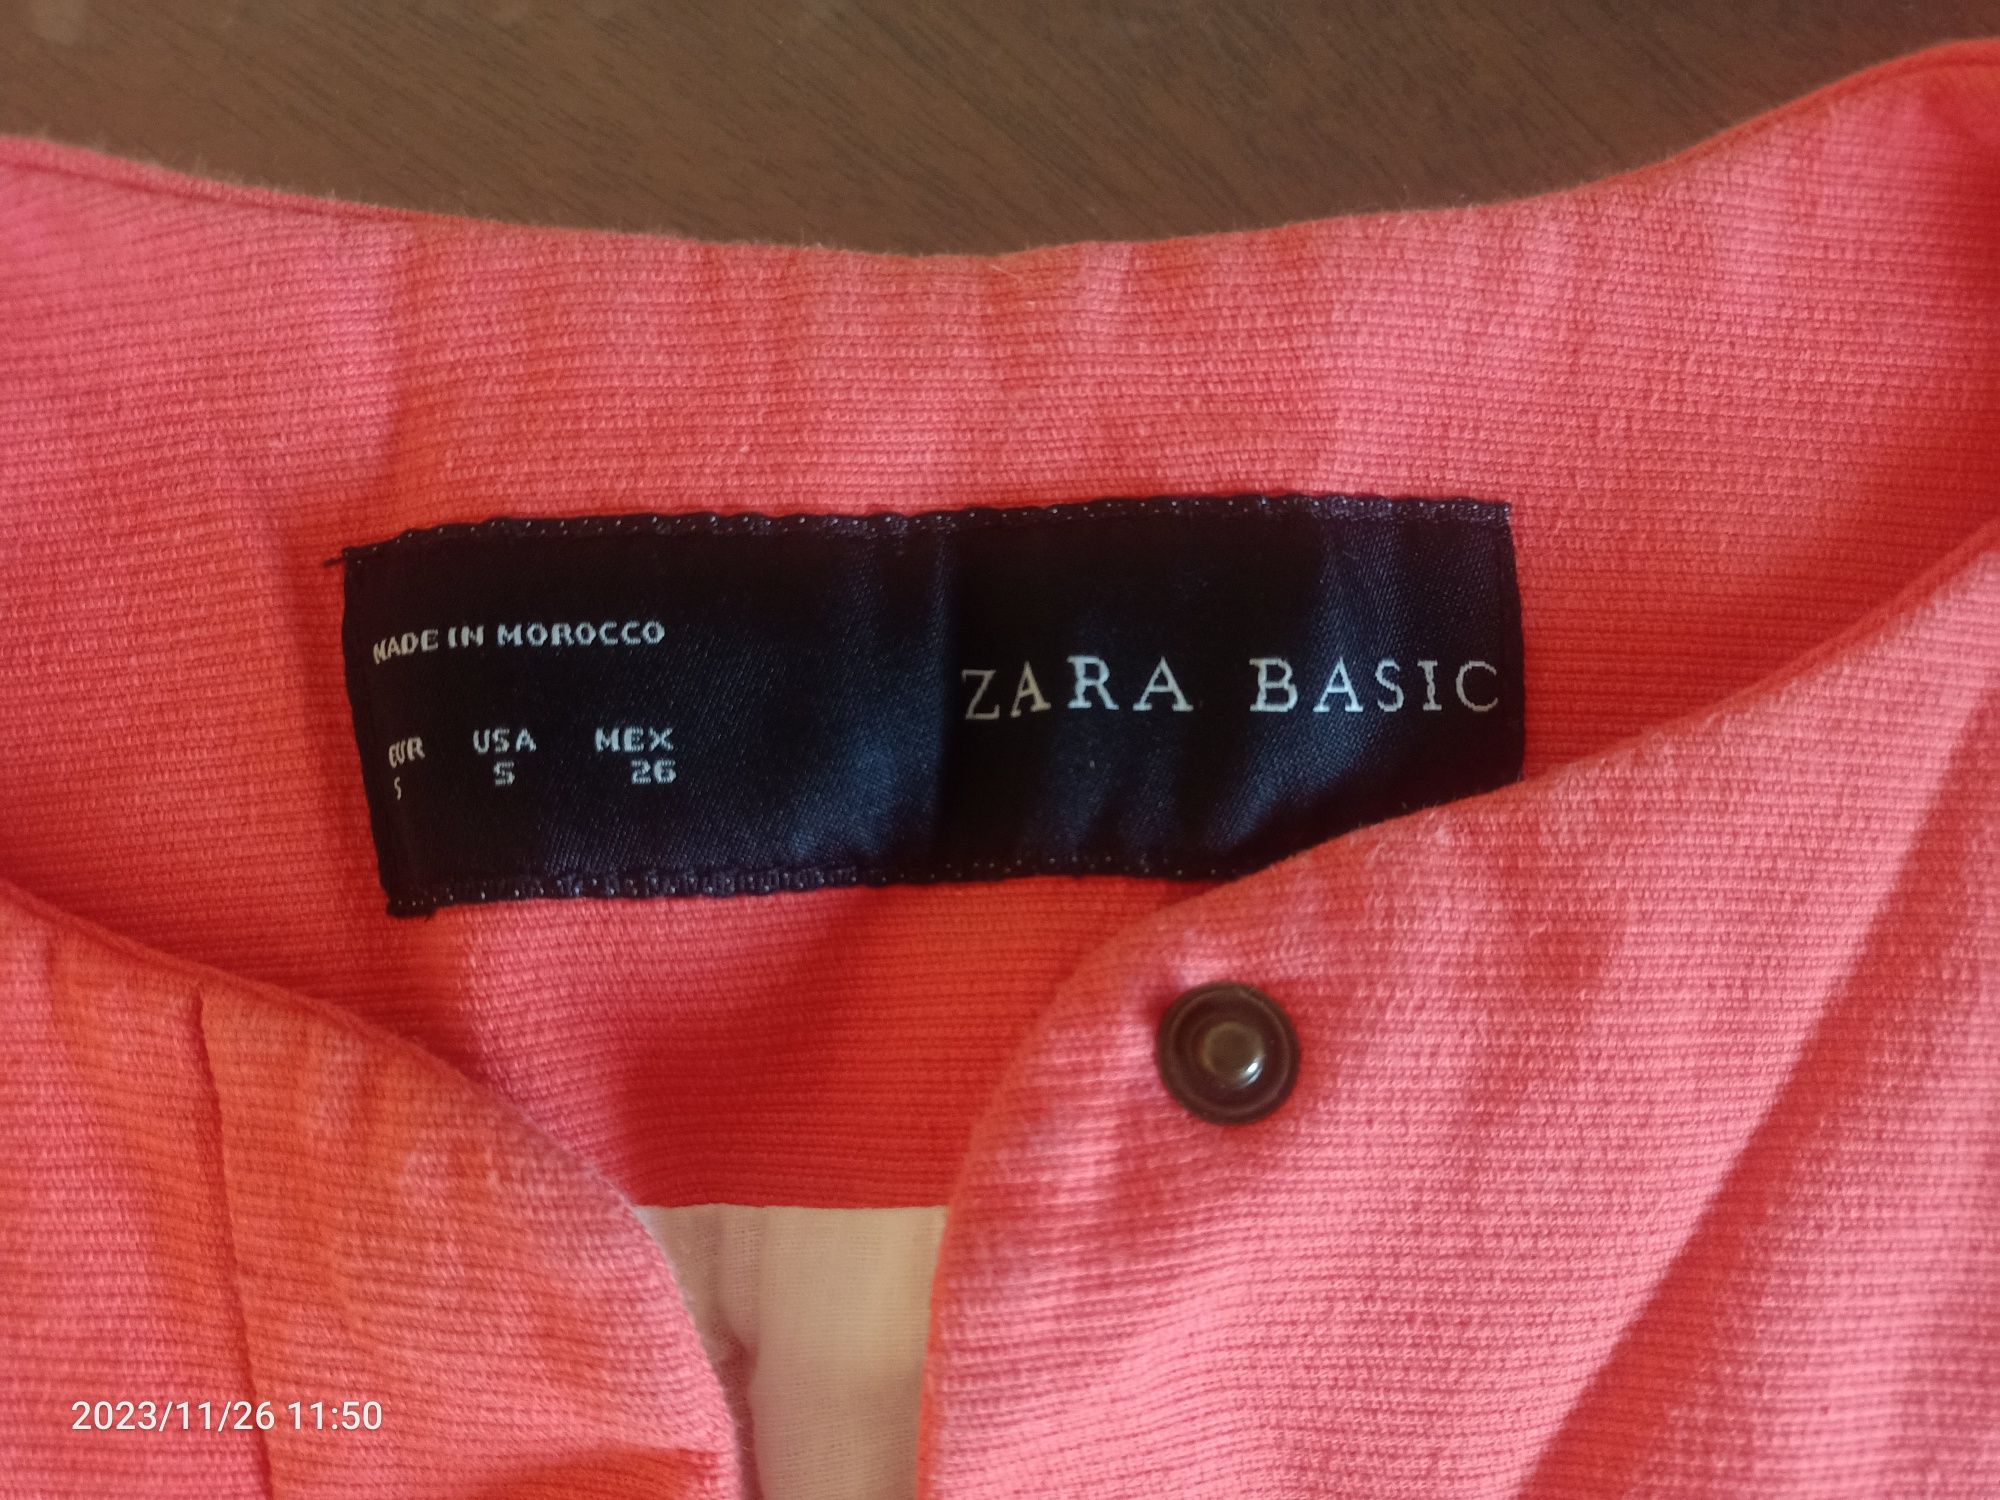 MADE IN MOROCCO
ZARA BASIC
EUR USA MEX
S S 26
2023/11/26 11:50